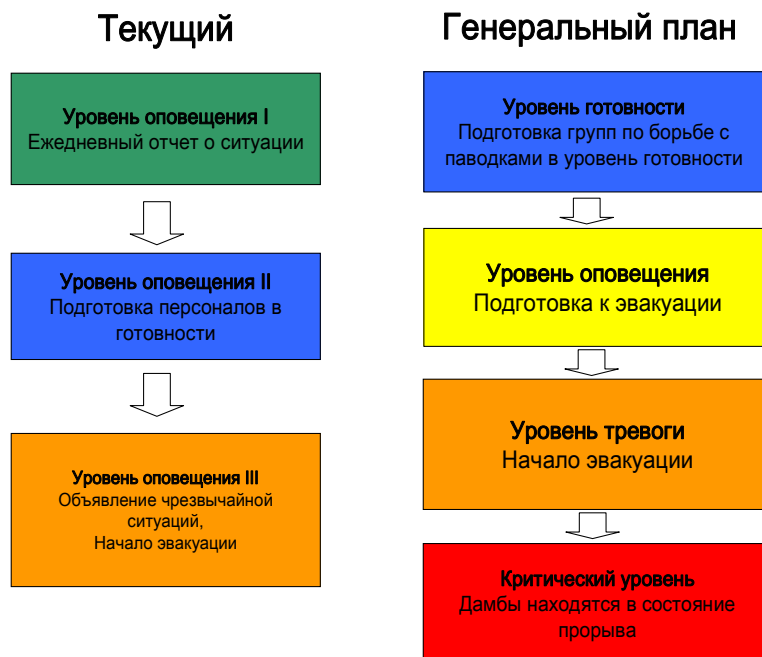 Текущий
Уровень оповещения I
Ежедневный отчет о ситуации
Уровень оповещения II
Подготовка персоналов в
готовности
Уровень оповещения III
Объявление чрезвычайной
ситуаций,
Начало эвакуации
Генеральный план
Уровень готовности
Подготовка групп по борьбе с
паводками в уровень готовности
Уровень оповещения
Подготовка к эвакуации
Уровень тревоги
Начало эвакуации
Критический уровень
Дамбы находятся в состояние
прорыва